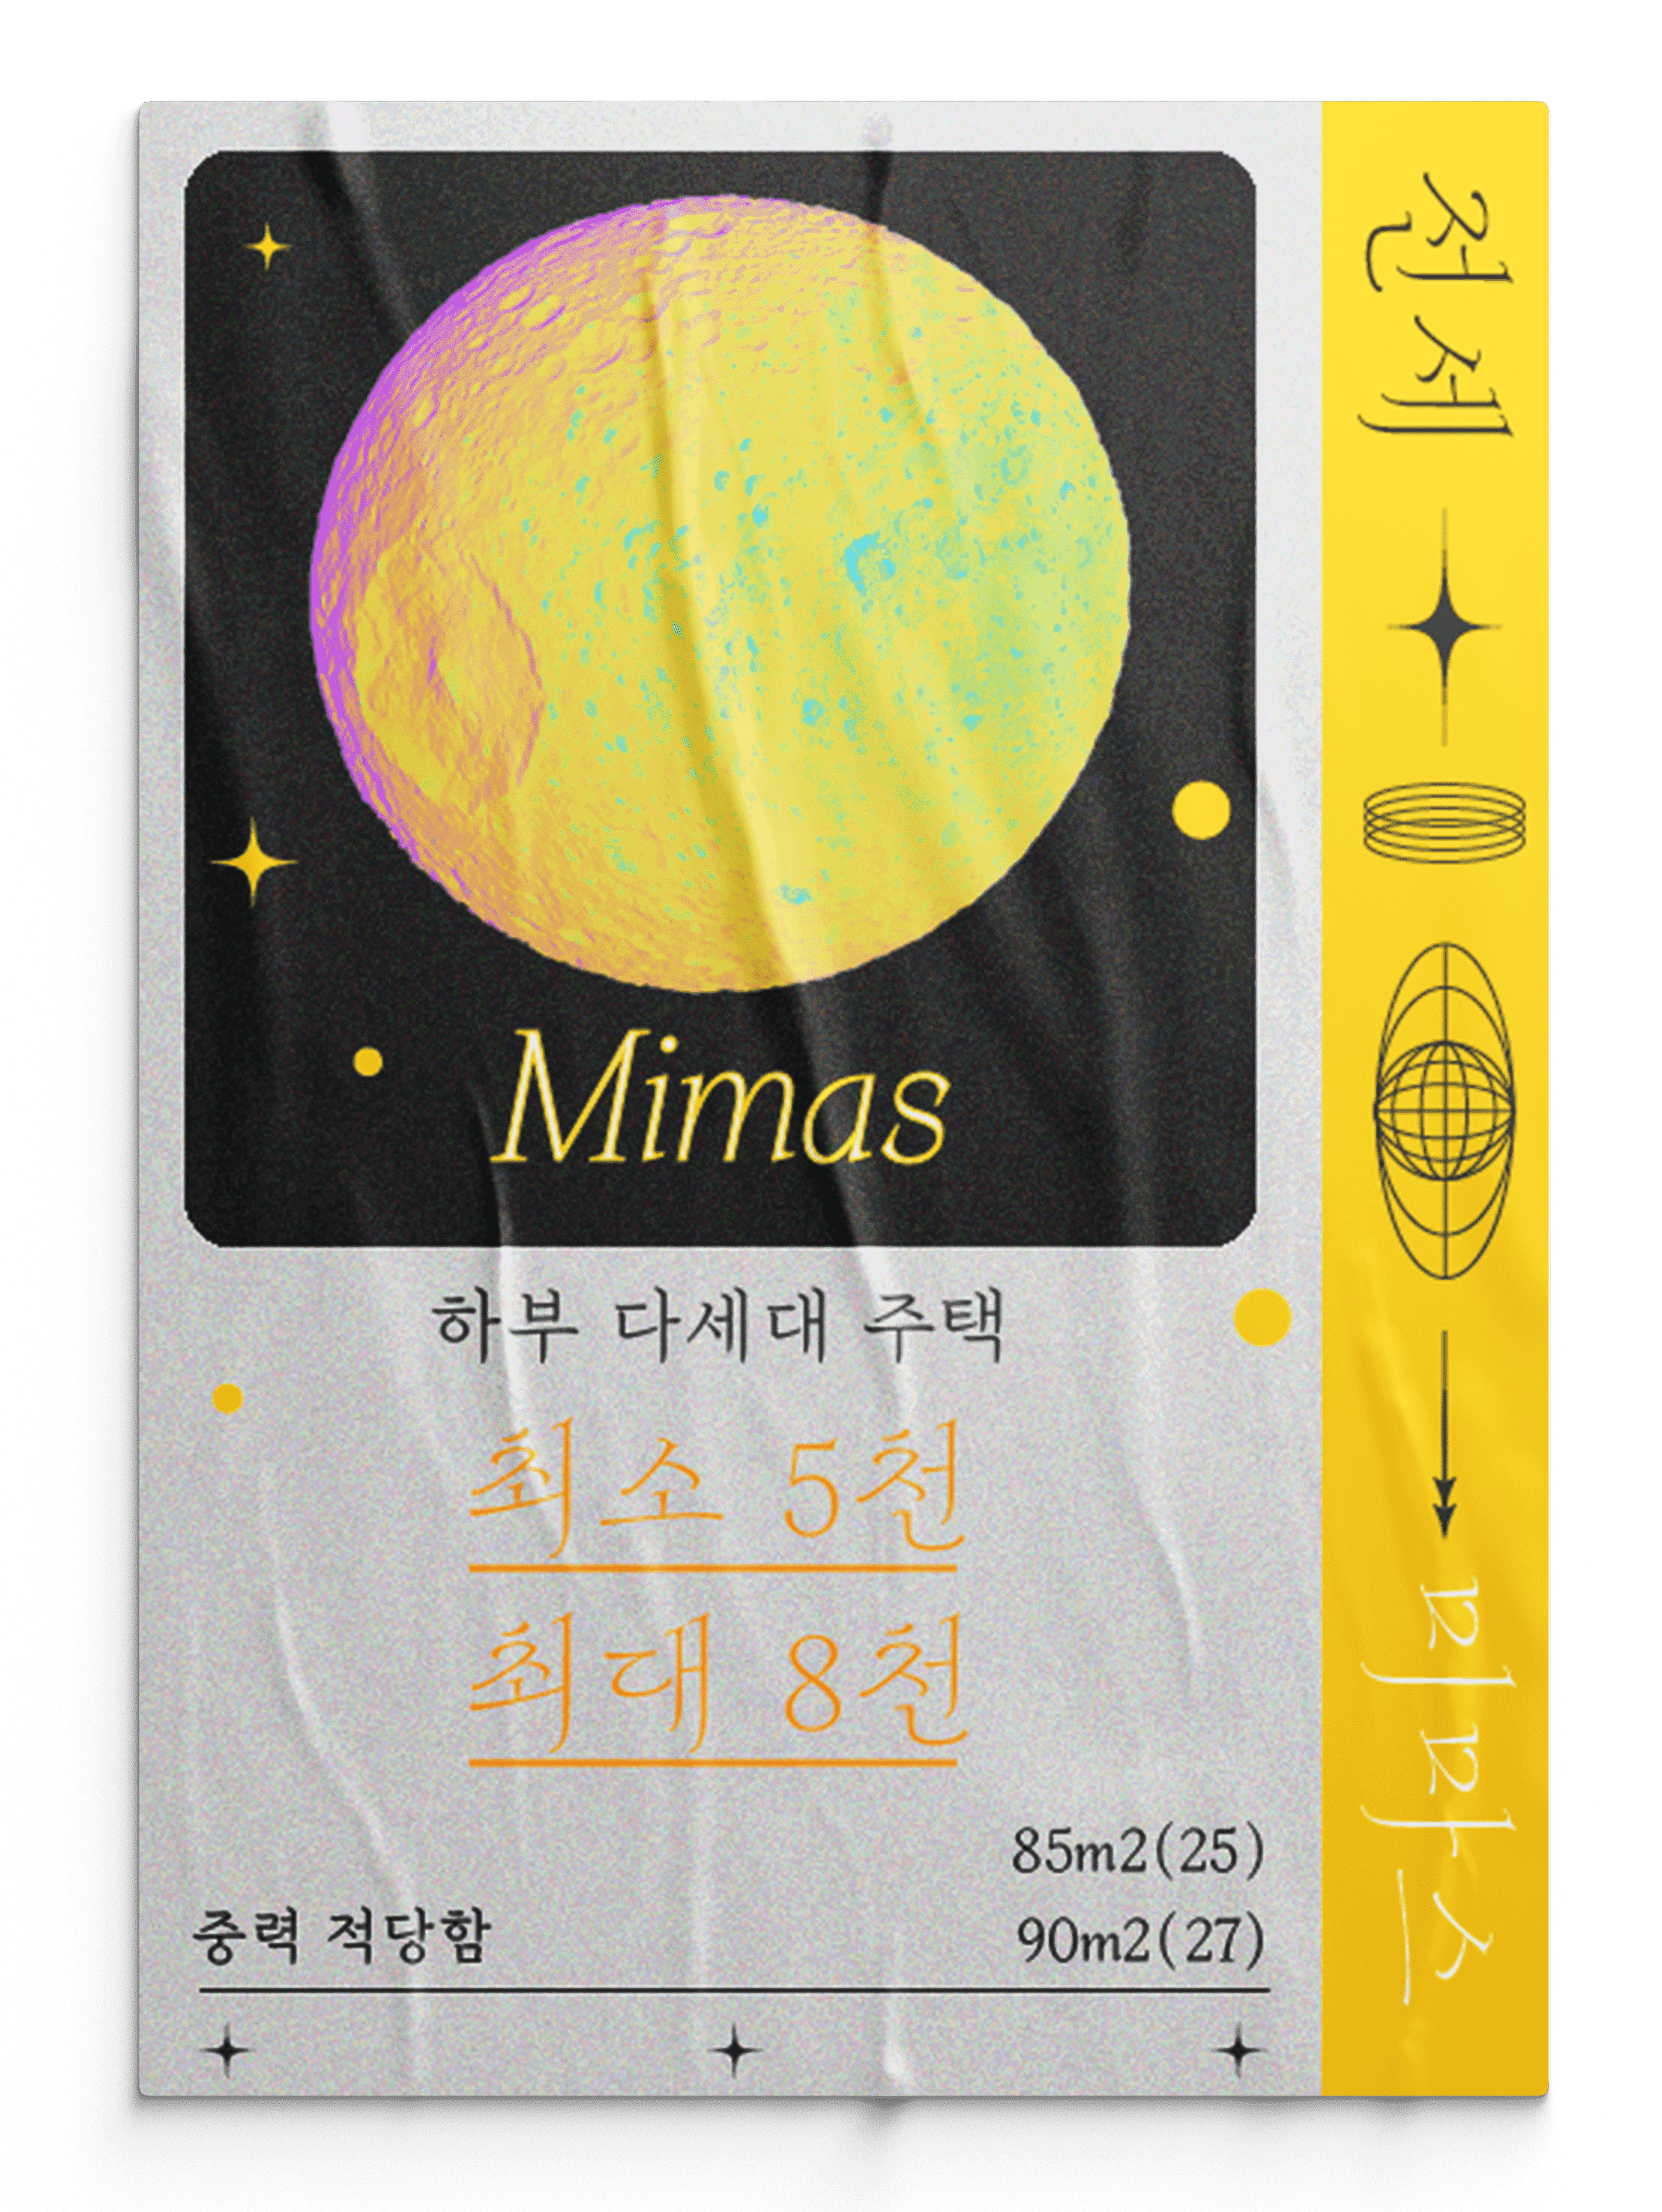 Mimas
하부 다세대 주택
최소 5천
최대 8천
85m2(25)
중력 적당함
90m2(27)
전세
미마스